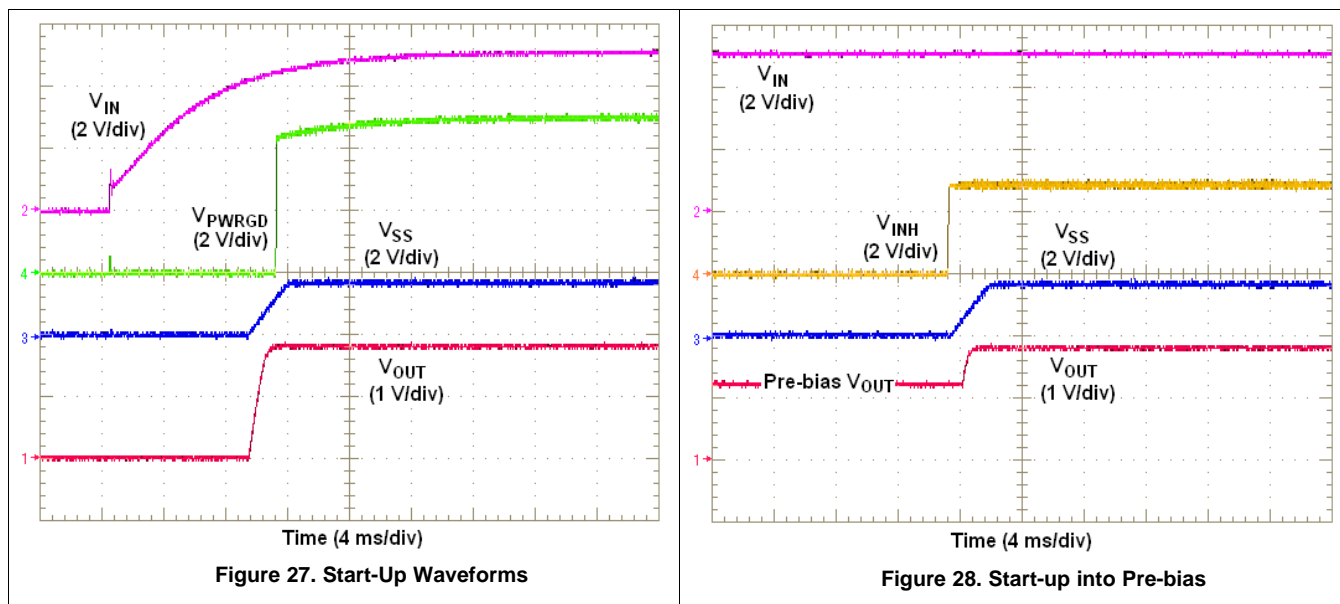 VIN
(2 V/div)
2
VPWRGD
(2 V/div)
4
VSS
(2 V/div)
3
VOUT
(1 V/div)
1
Time (4 ms/div)
Figure 27. Start-Up Waveforms
VIN
(2 V/div)
2
VINH
(2 V/div)
4
VSS
(2 V/div)
3
Pre-bias VOUT
VOUT
(1 V/div)
1
Time (4 ms/div)
Figure 28. Start-up into Pre-bias